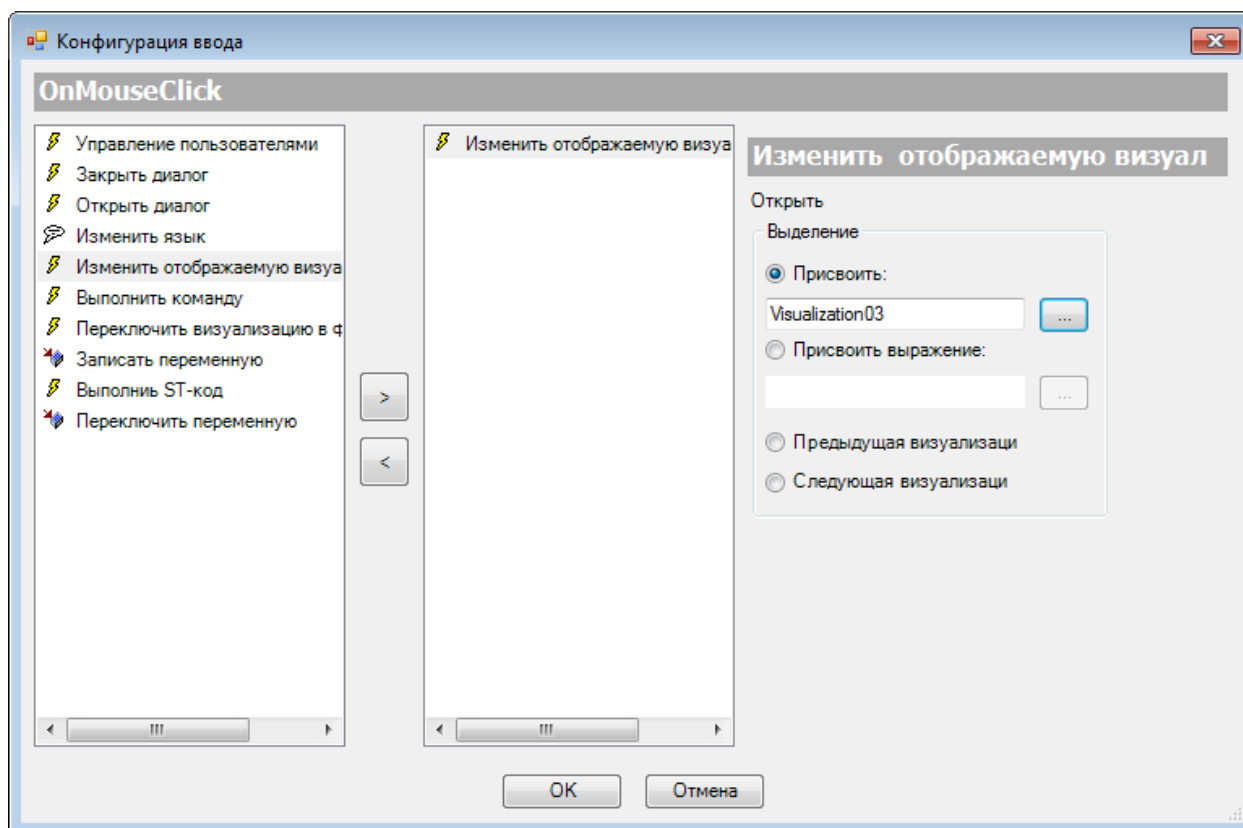 Конфигурация ввода
OnMouseClick
Управление пользователями
Закрыть диалог
Открыть диалог
Изменить язык
Изменить отображаемую визуа
Выполнить команду
Переключить визуализацию в ф
Записать переменную
Выполниь ST-код
Переключить переменную
>
<
Изменить отображаемую визуа
Изменить отображаемую визуал
Открыть
Выделение
Присвоить:
Visualization03
...
Присвоить выражение:
...
Предыдущая визуализаци
Следующая визуализаци
OK
Отмена